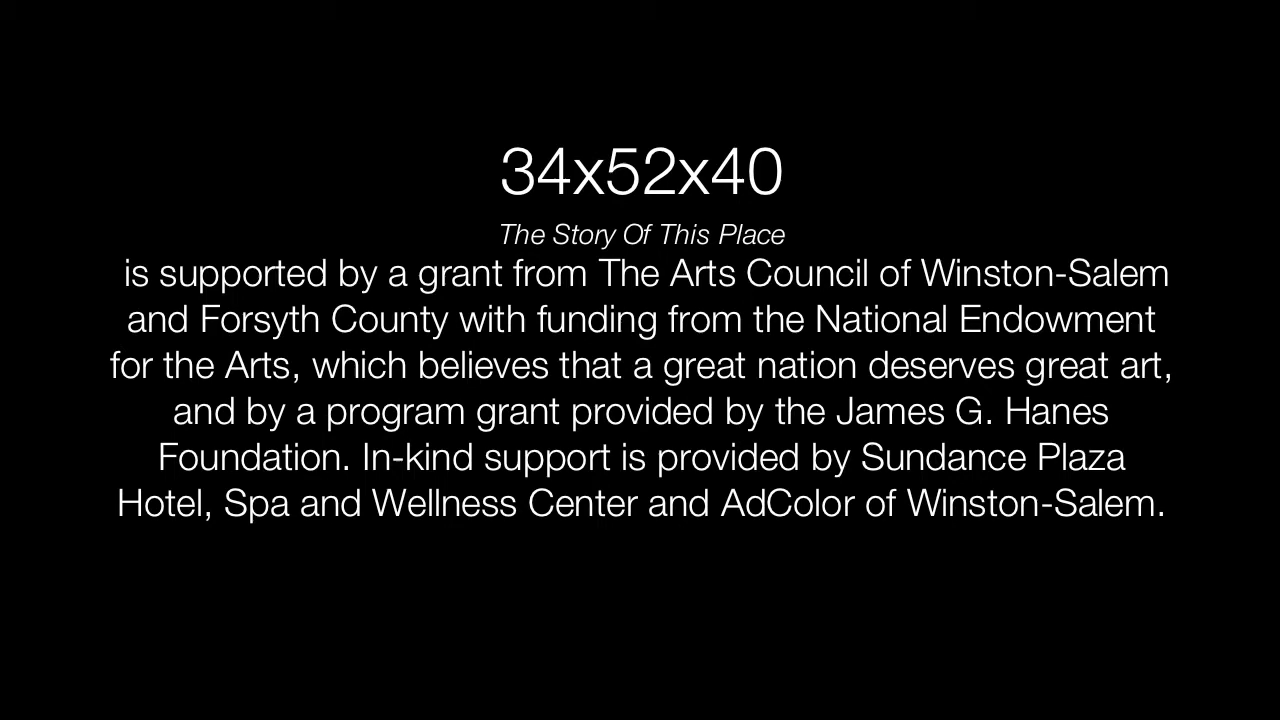 34x52x40
The Story Of This Place
is supported by a grant from The Arts Council of Winston-Salem
and Forsyth County with funding from the National Endowment
for the Arts, which believes that a great nation deserves great art,
and by a program grant provided by the James G. Hanes
Foundation. In-kind support is provided by Sundance Plaza
Hotel, Spa and Wellness Center and AdColor of Winston-Salem.